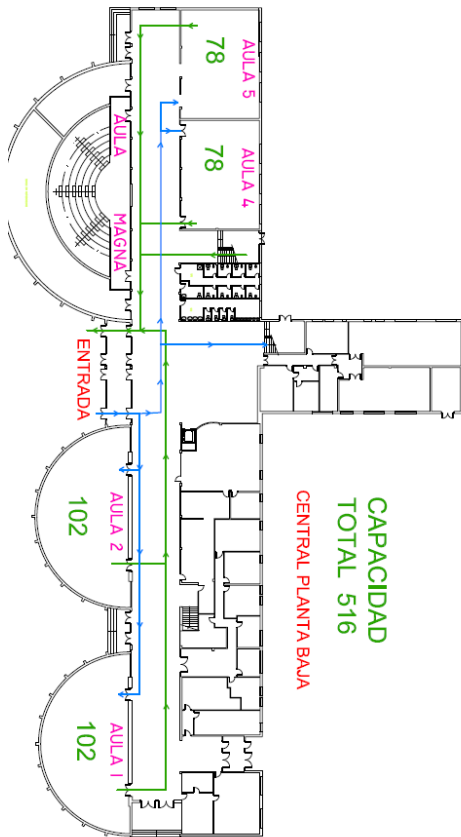 AULA 5
78
AULA 4
78
AULA MAGNA
ENTRADA
AULA 2
102
AULA 1
102
CAPACIDAD
TOTAL 516
CENTRAL PLANTA BAJA